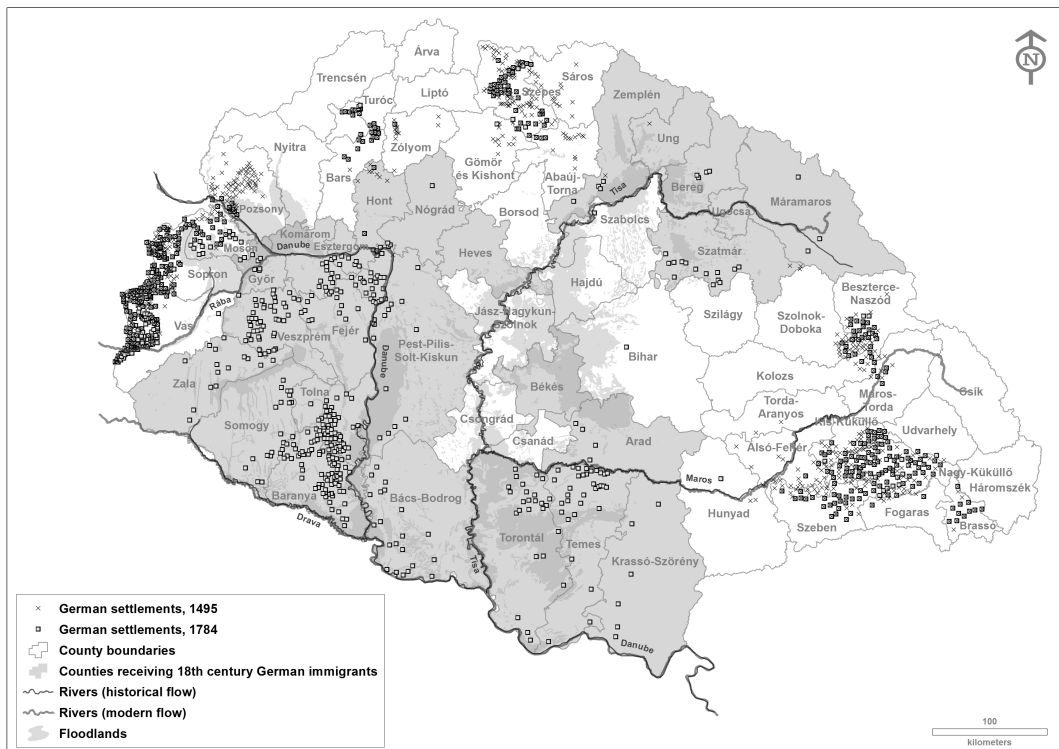 Árva
Trencsén
Sáros
Turóc
Liptó
Szepes
Zemplén
Nyitra
Zólyom
Ung
Bars
Gömör
és Kishont
Abaúj-
Torna
Tisa
Bereg
Hont
Nógrád
Máramaros
Pozsony
Borsod
Szabolcs
Ugocsa
Komárom
Danube
Esztergom
Moson
Heves
Szatmár
Sopron
Győr
Hajdú
Beszterce-
Naszód
Rába
Jász-Nagykun-
Szolnok
Szilágy
Szolnok-
Doboka
Vas
Veszprém
Fejér
Pest-Pilis-
Solt-Kiskun
Bihar
Danube
Kolozs
Zala
Békés
Tolna
Maros-
Torda
Csík
Torda-
Aranyos
Somogy
Csongrád
Kis-Küküllő
Udvarhely
Csanád
Arad
Alsó-Fehér
Maros
Nagy-Küküllő
Háromszék
Baranya
Bács-Bodrog
Hunyad
Fogaras
Szeben
Brassó
Drava
Torontál
Temes
Tisa
Krassó-Szörény
Danube
N
German settlements, 1495
German settlements, 1784
County boundaries
Counties receiving 18th century German immigrants
Rivers (historical flow)
Rivers (modern flow)
Floodlands
100
kilometers